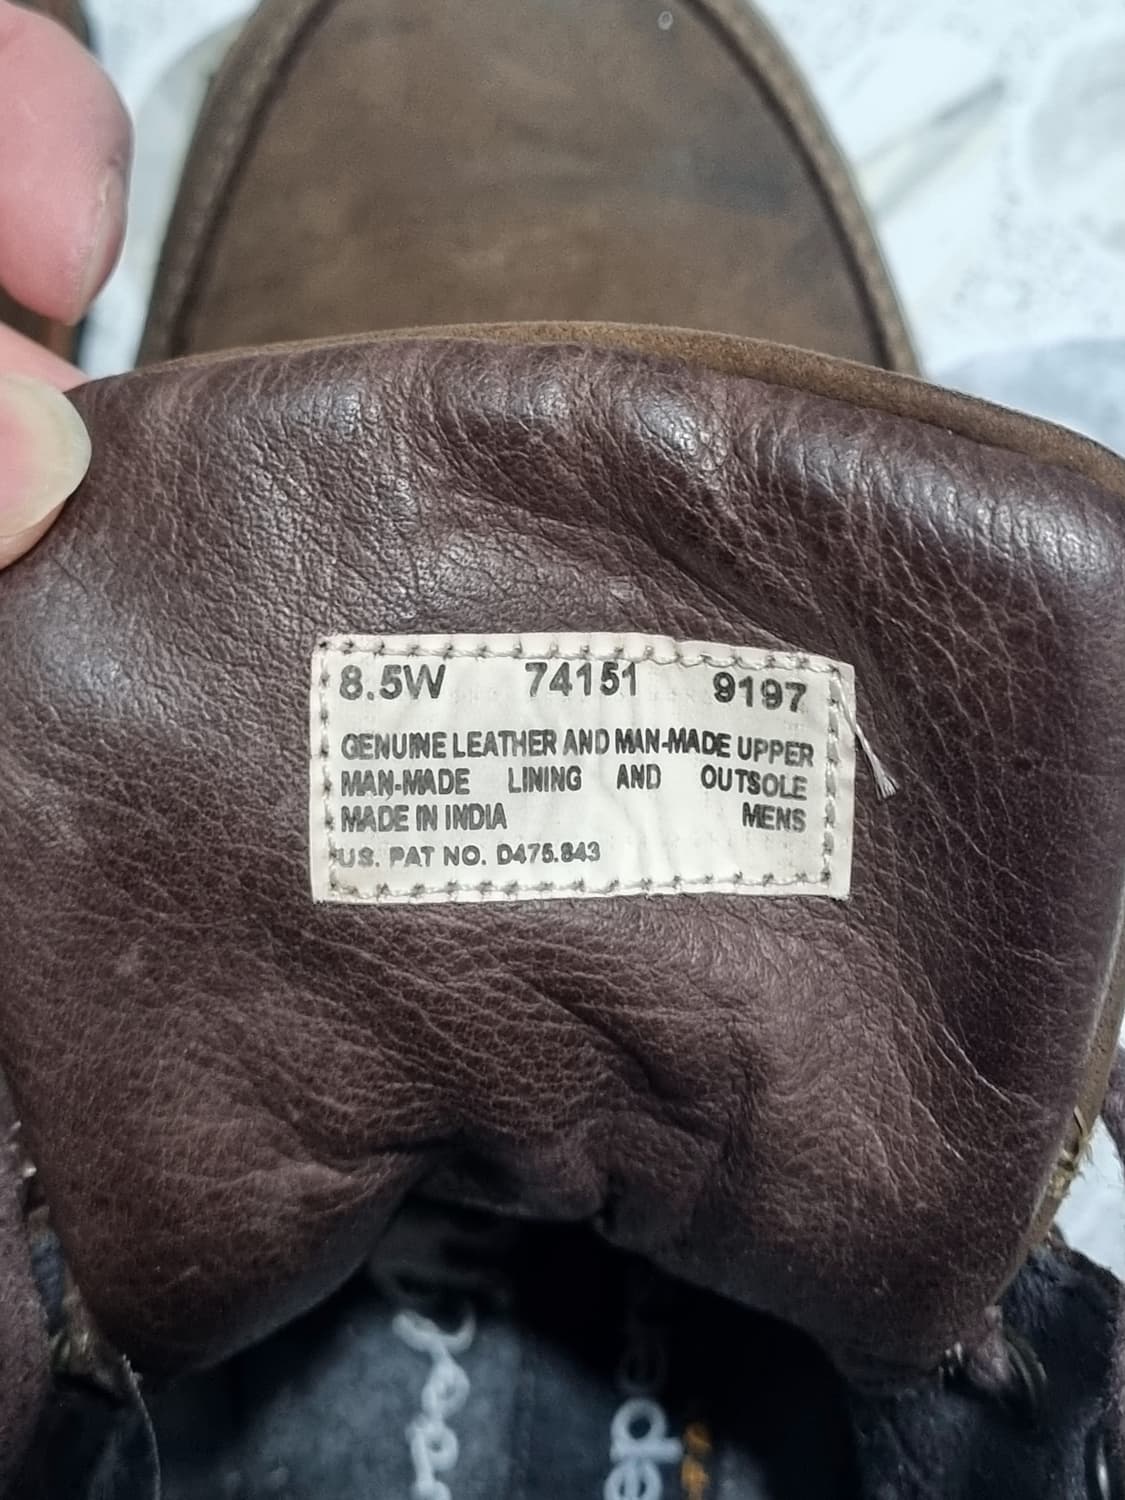 8.5W 74151 9197
GENUINE LEATHER AND MAN-MADE UPPER
MAN-MADE LINING AND OUTSOLE
MADE IN INDIA MENS
US. PAT NO. D475.843